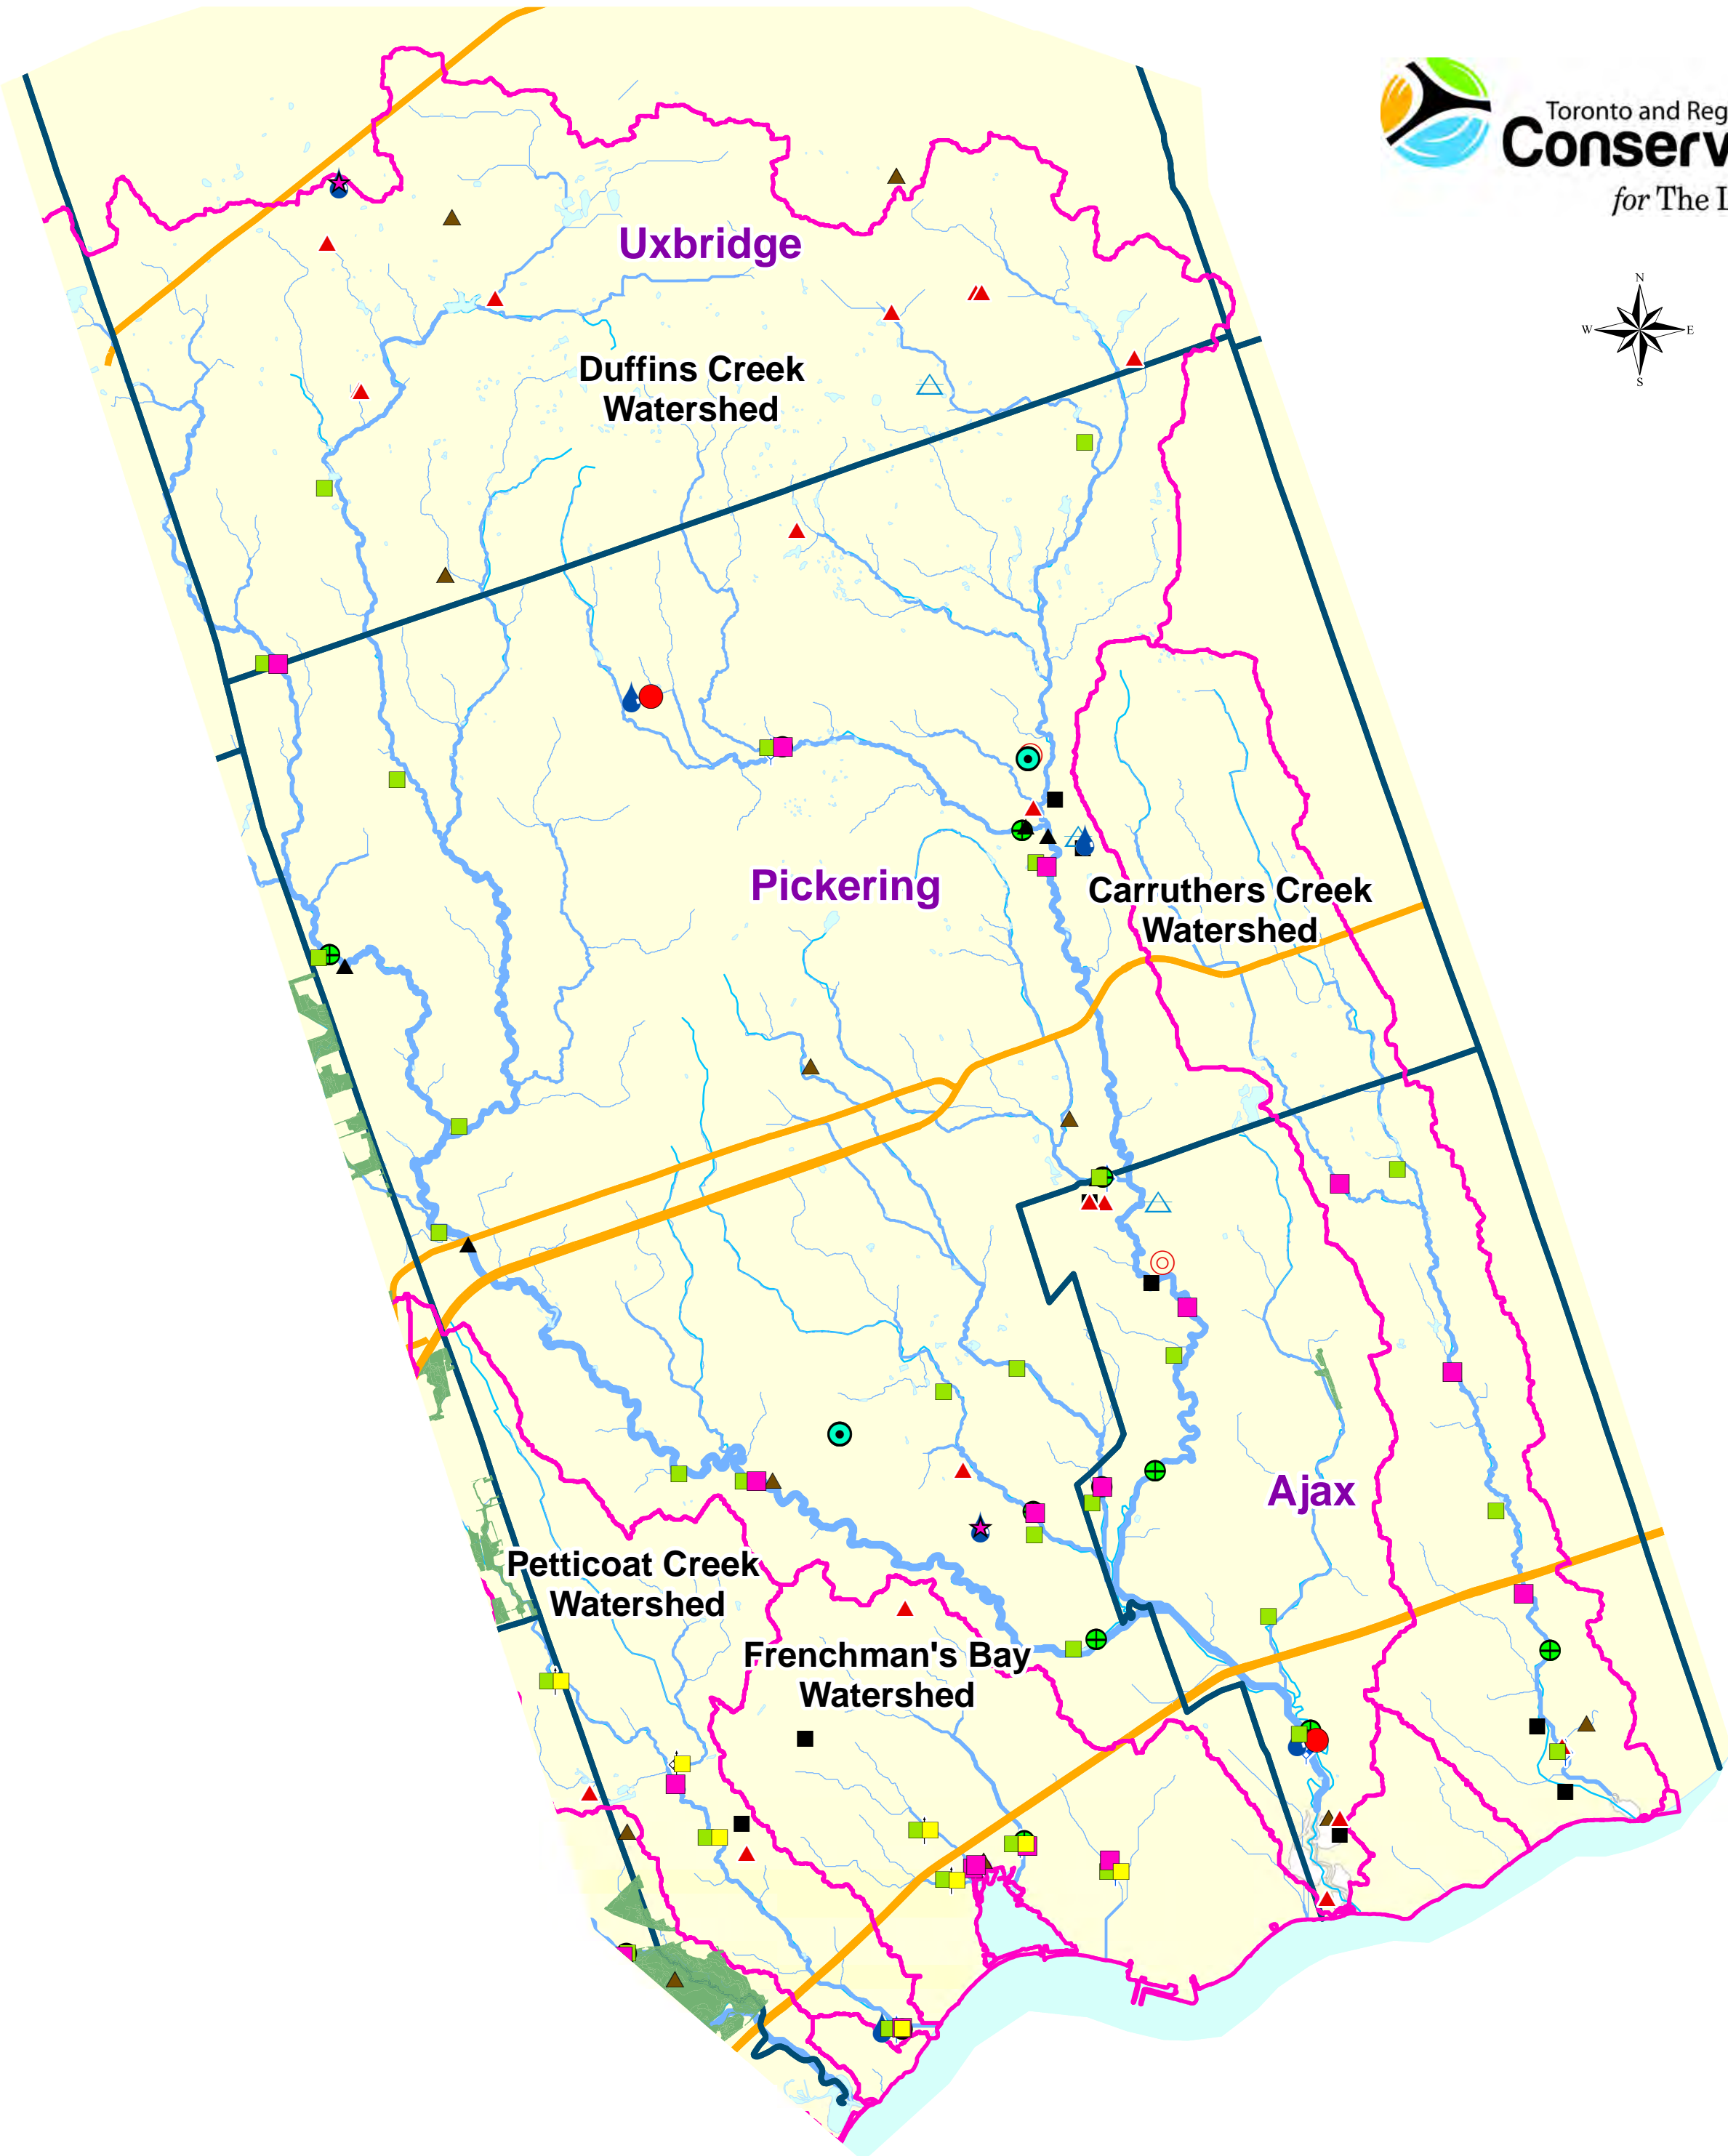 Toronto and Reg
Conserv
for The L
N
W E
S
Uxbridge
Duffins Creek
Watershed
Pickering
Carruthers Creek
Watershed
Ajax
Petticoat Creek
Watershed
Frenchman's Bay
Watershed